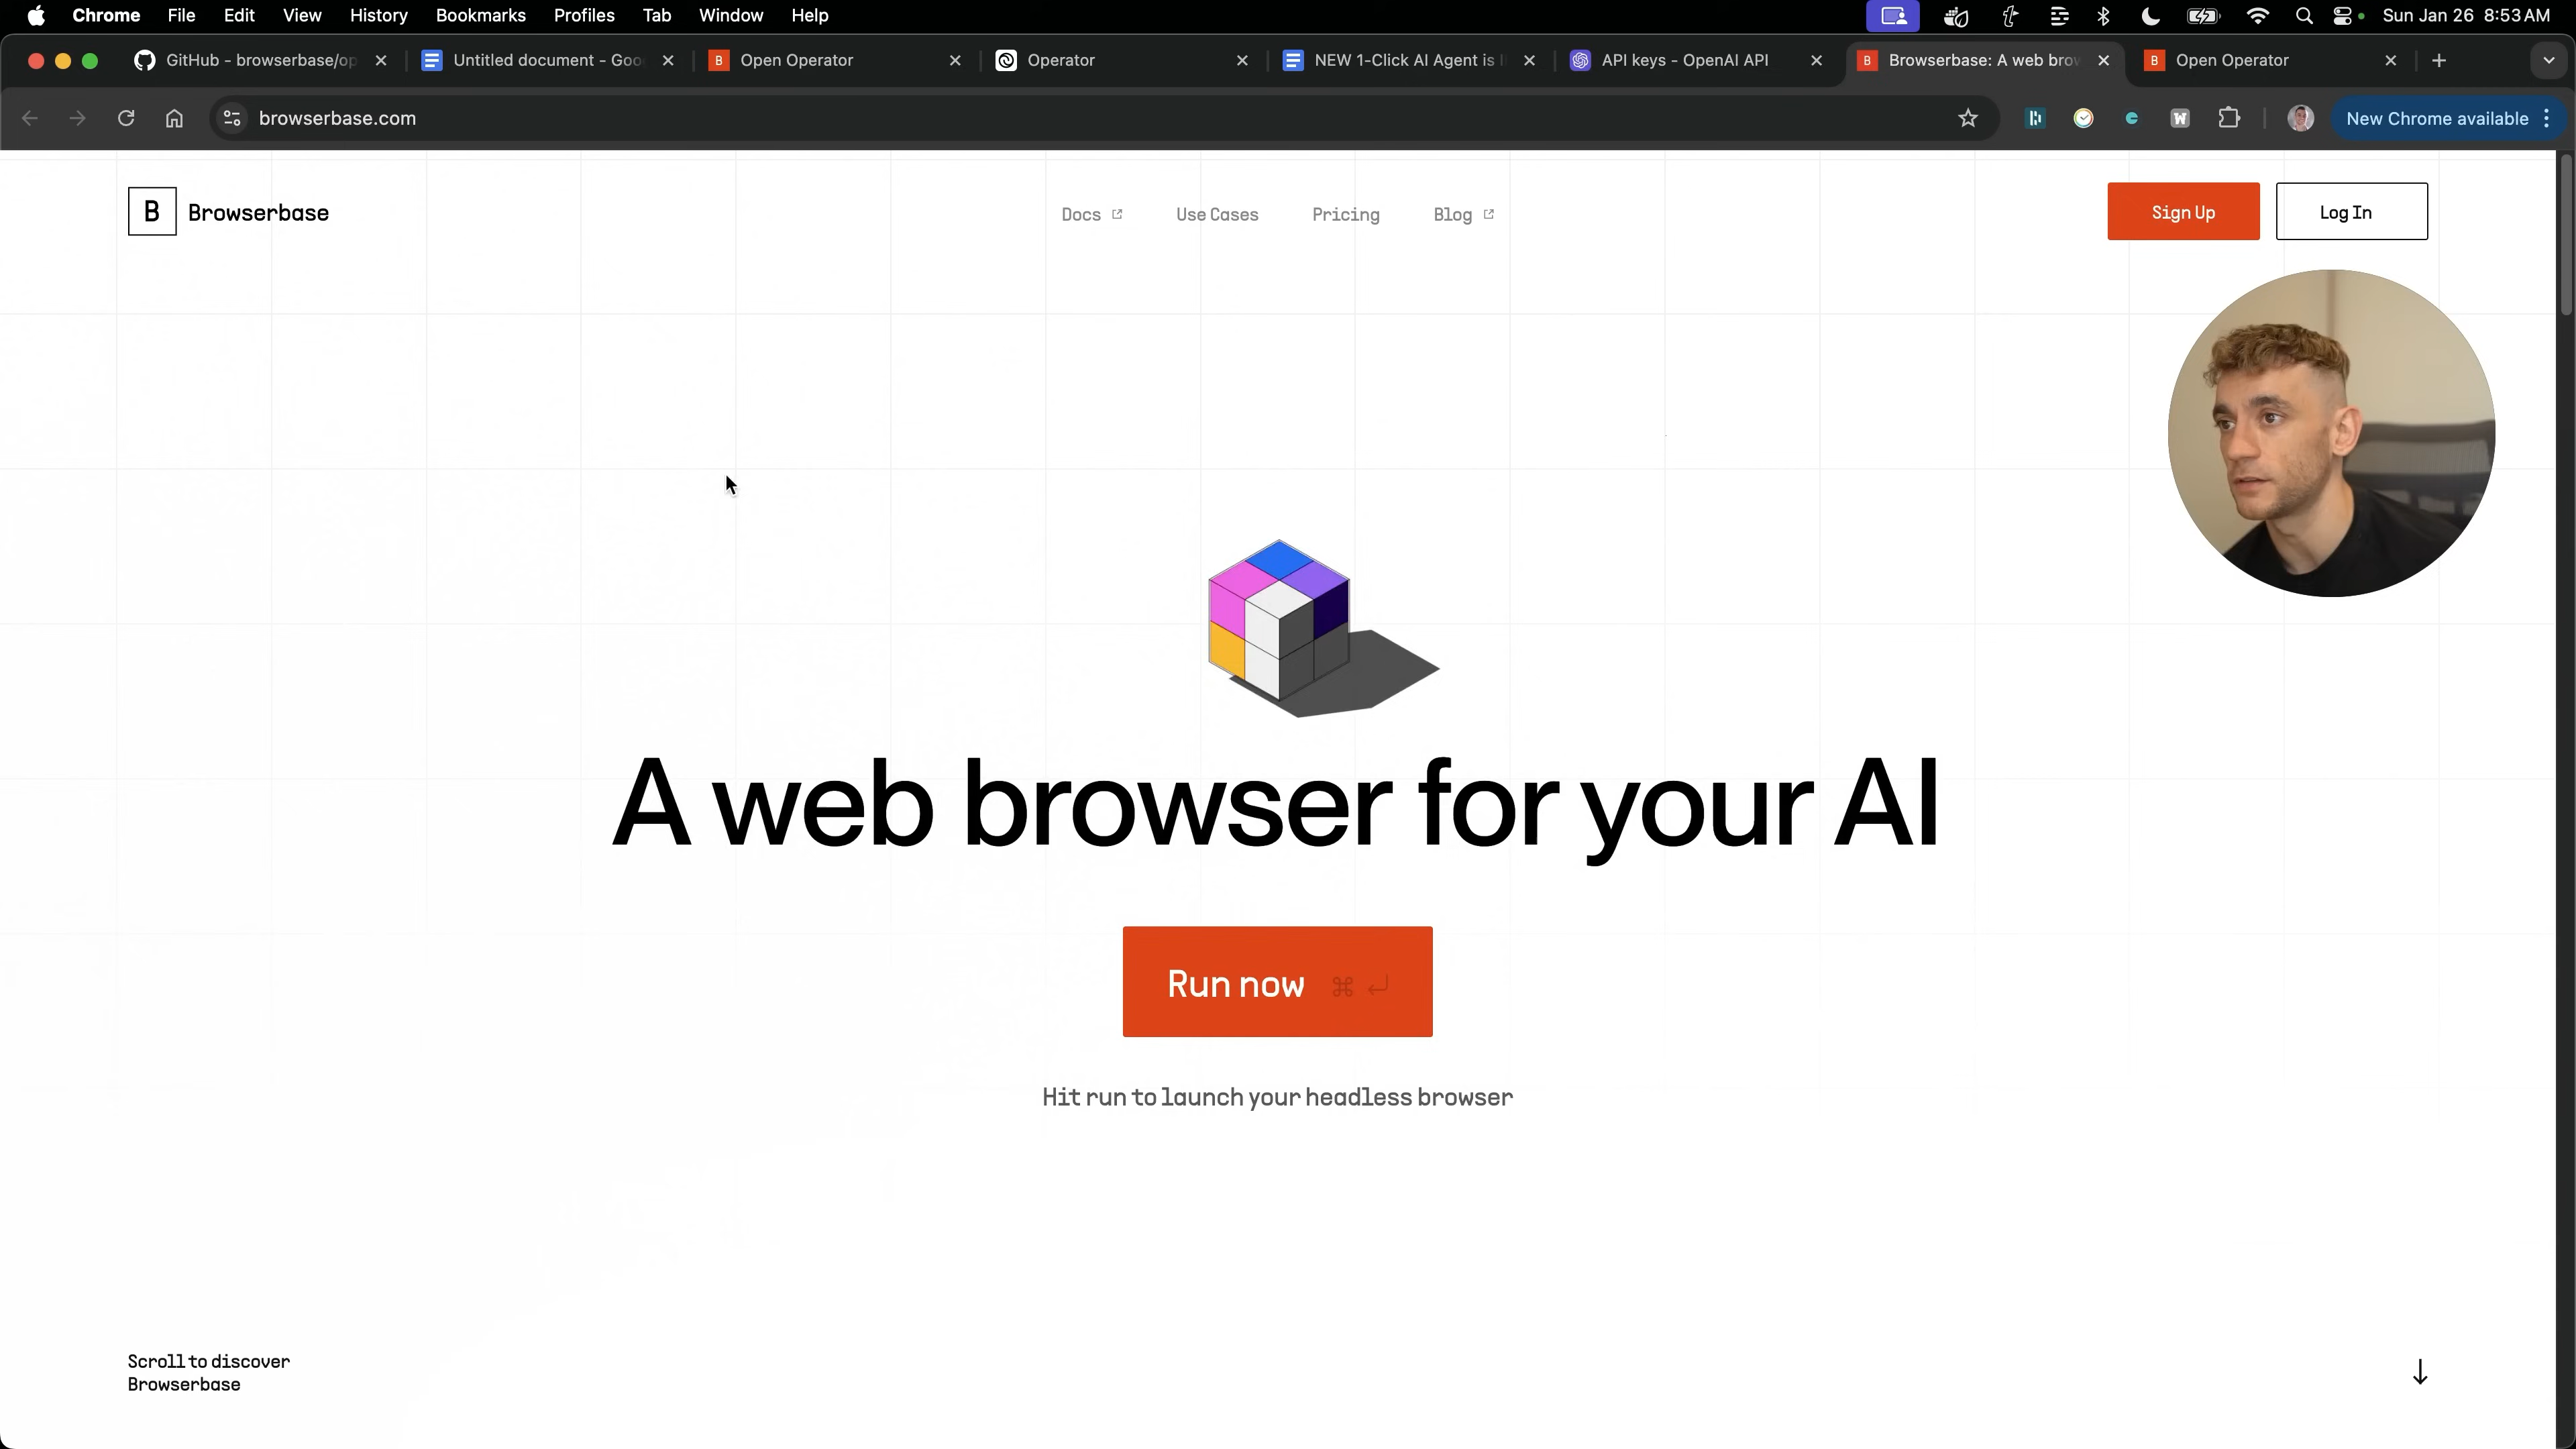 Chrome File Edit View History Bookmarks Profiles Tab Window Help Sun Jan 26 8:53 AM
GitHub - browserbase/op Untitled document - Goo Open Operator Operator NEW 1-Click AI Agent is API keys - OpenAI API Browserbase: A web brow Open Operator
browserbase.com New Chrome available
B Browserbase Docs Use Cases Pricing Blog Sign Up Log In
A web browser for your AI
Run now ⌘
Hit run to launch your headless browser
Scroll to discover
Browserbase